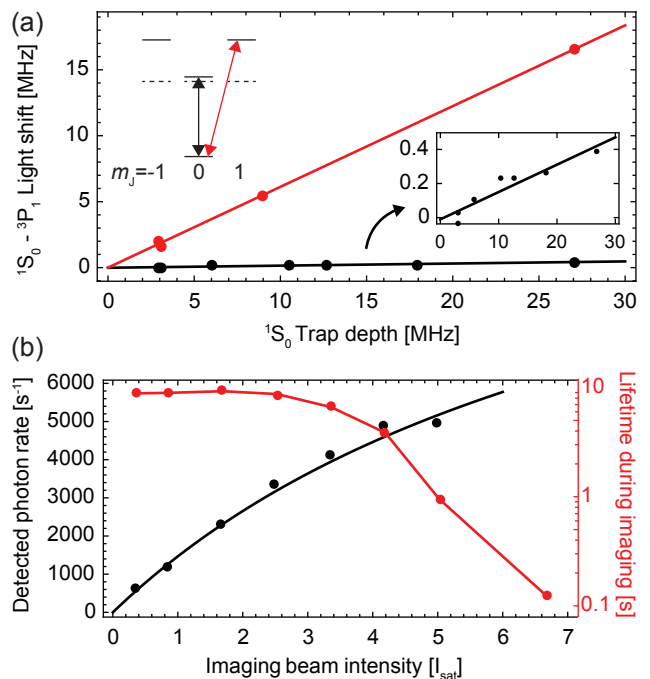 (a)
¹S₀ - ³P₁ Light shift [MHz]
15
10
5
0
m_J=-1 0 1
0.4
0.2
0
0 10 20 30
0 5 10 15 20 25 30
¹S₀ Trap depth [MHz]
(b)
Detected photon rate [s⁻¹]
6000
5000
4000
3000
2000
1000
0
10
1
0.1
Lifetime during imaging [s]
0 1 2 3 4 5 6 7
Imaging beam intensity [I_sat]